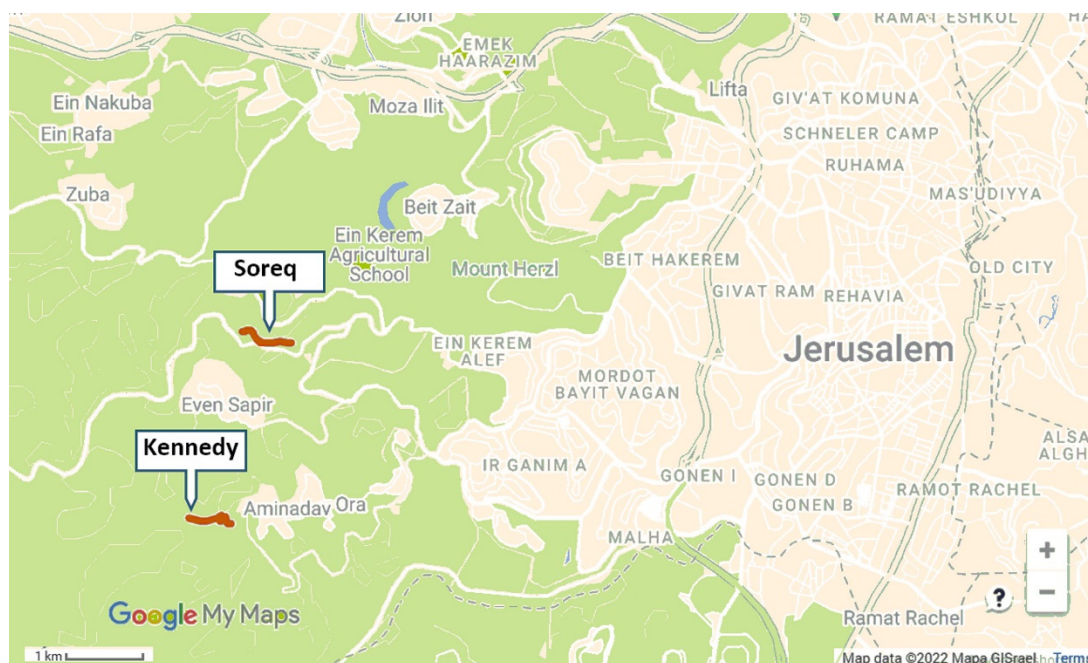 Zion
RAMAT ESHKOL
HA
EMEK
HAARAZIM
Ein Nakuba
Moza Ilit
Lifta
GIV'AT KOMUNA
Ein Rafa
SCHNELER CAMP
RUHAMA
Zuba
MAS'UDIYYA
Beit Zait
Ein Kerem
Agricultural
School
Soreq
Mount Herzl
BEIT HAKEREM
OLD CITY
GIVAT RAM
REHAVIA
EIN KEREM
ALEF
Jerusalem
MORDOT
BAYIT VAGAN
Even Sapir
Kennedy
ALSA
ALGH
IR GANIM A
GONEN I
GONEN D
GONEN B
RAMOT RACHEL
Aminadav
Ora
MALHA
+
−
?
Google My Maps
Ramat Rachel
1 km
Map data ©2022 Mapa GISrael
Terms